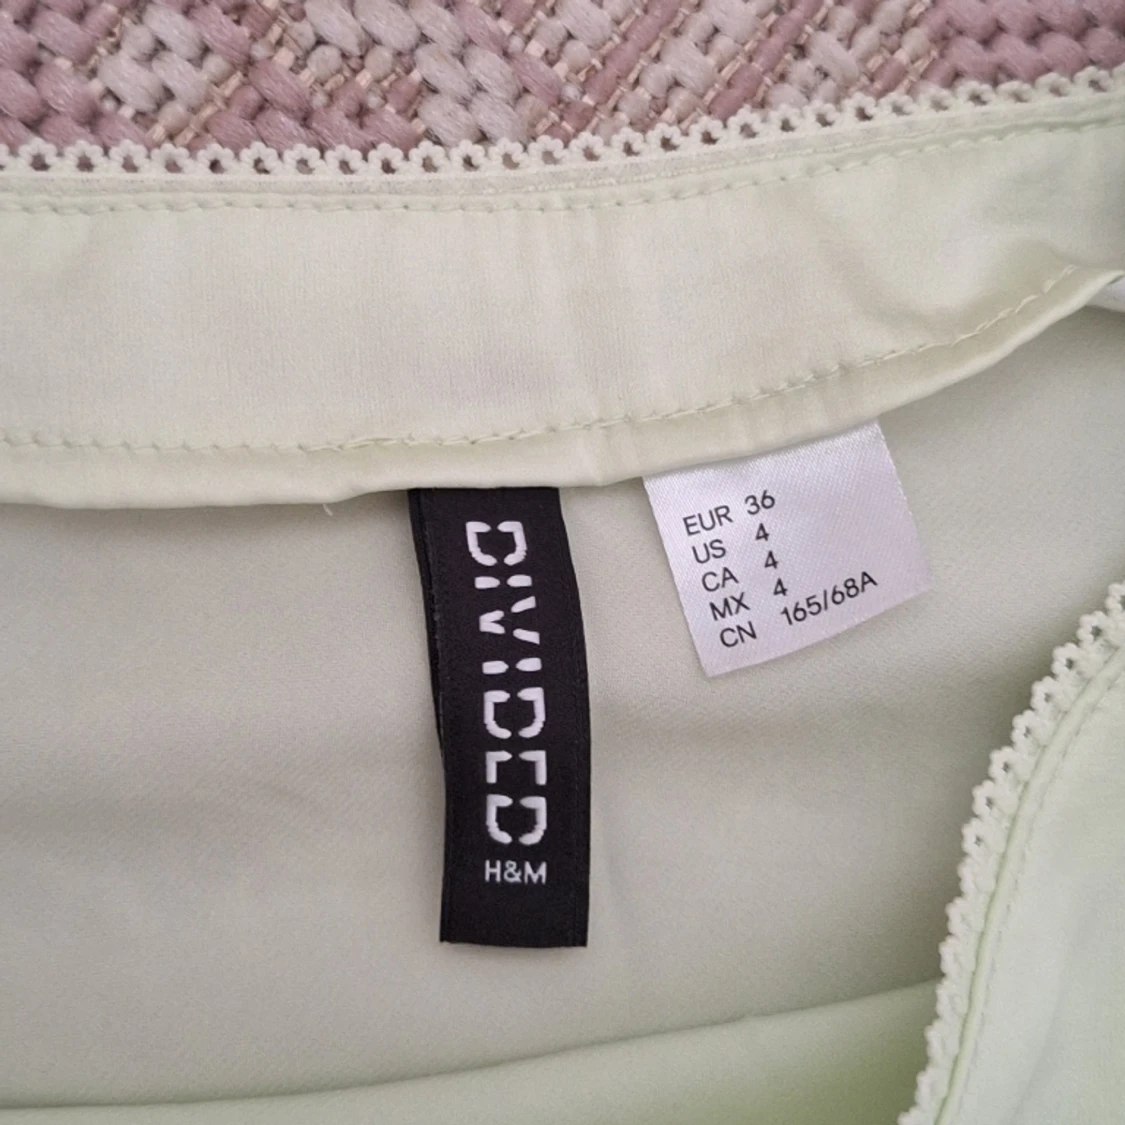 DIVIDED
H&M
EUR 36
US 4
CA 4
MX 4
CN 165/68A